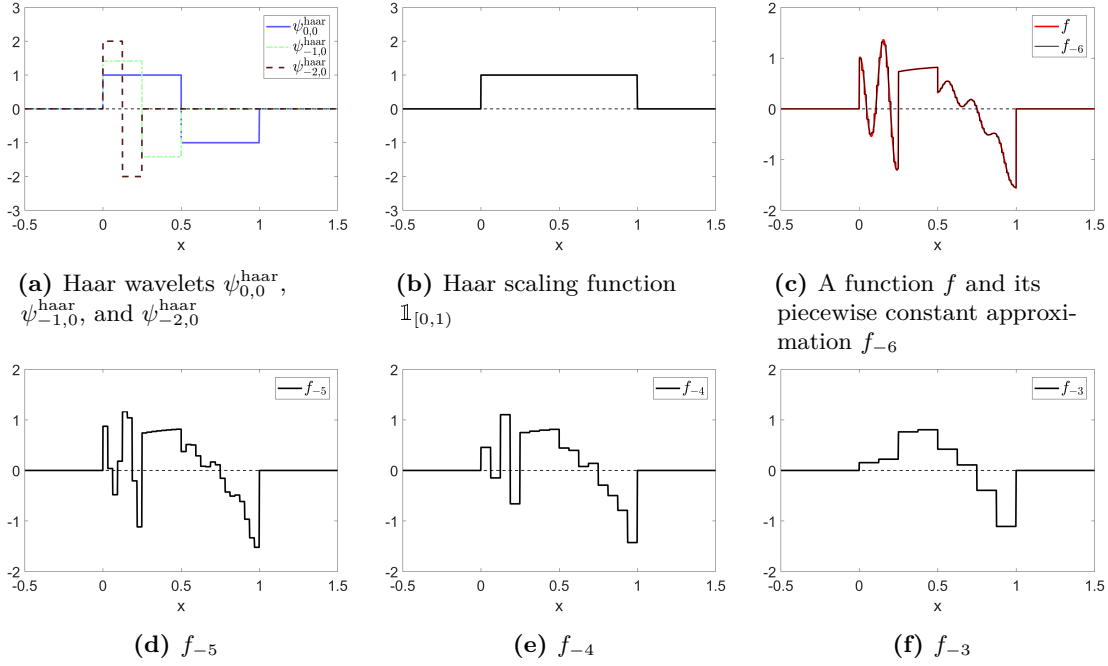 3
2
1
0
-1
-2
-3
-0.5 0 0.5 1 1.5
x
ψ^haar_0,0
ψ^haar_−1,0
ψ^haar_−2,0
(a) Haar wavelets ψ^haar_0,0,
ψ^haar_−1,0, and ψ^haar_−2,0
3
2
1
0
-1
-2
-3
-0.5 0 0.5 1 1.5
x
(b) Haar scaling function
𝟙_[0,1)
2
1
0
-1
-2
-0.5 0 0.5 1 1.5
x
f
f_−6
(c) A function f and its
piecewise constant approxi-
mation f_−6
2
1
0
-1
-2
-0.5 0 0.5 1 1.5
x
f_−5
(d) f_−5
2
1
0
-1
-2
-0.5 0 0.5 1 1.5
x
f_−4
(e) f_−4
2
1
0
-1
-2
-0.5 0 0.5 1 1.5
x
f_−3
(f) f_−3